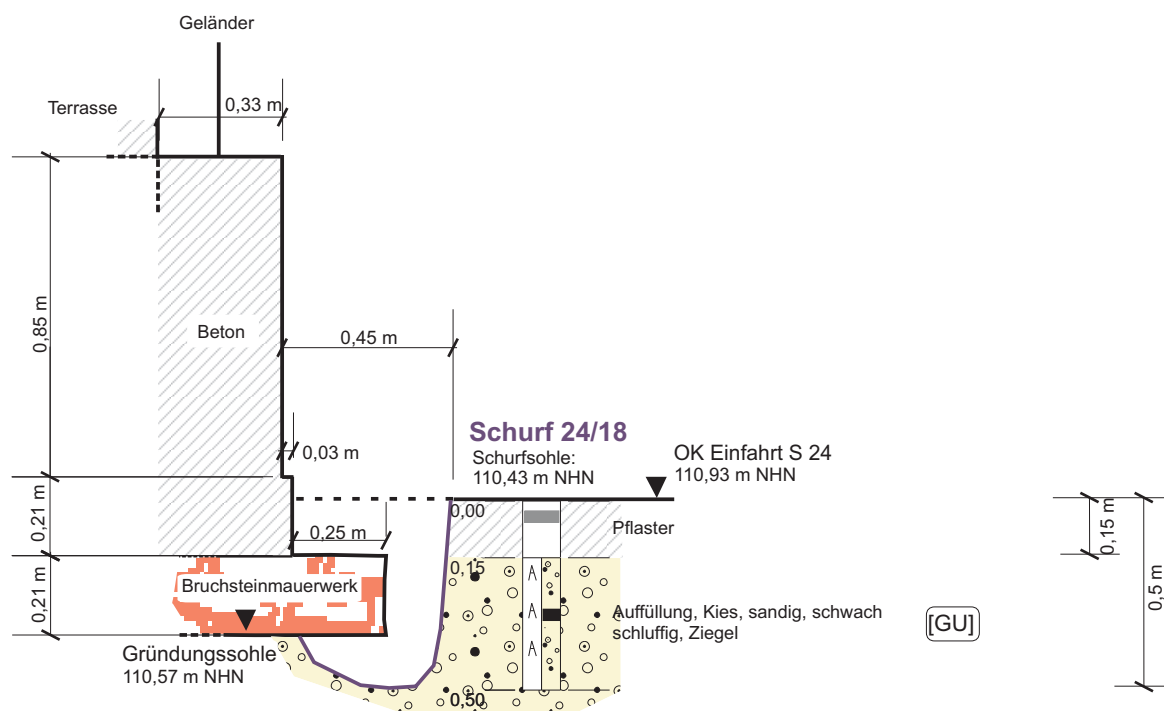 Geländer
Terrasse
0,33 m
0,85 m
Beton
0,45 m
0,03 m
Schurf 24/18
Schurfsohle:
110,43 m NHN
OK Einfahrt S 24
110,93 m NHN
0,21 m
0,25 m
0,00
Pflaster
0,15 m
0,15
0,5 m
0,21 m
Bruchsteinmauerwerk
A
A
A
Auffüllung, Kies, sandig, schwach
schluffig, Ziegel
[GU]
Gründungssohle
110,57 m NHN
0,50